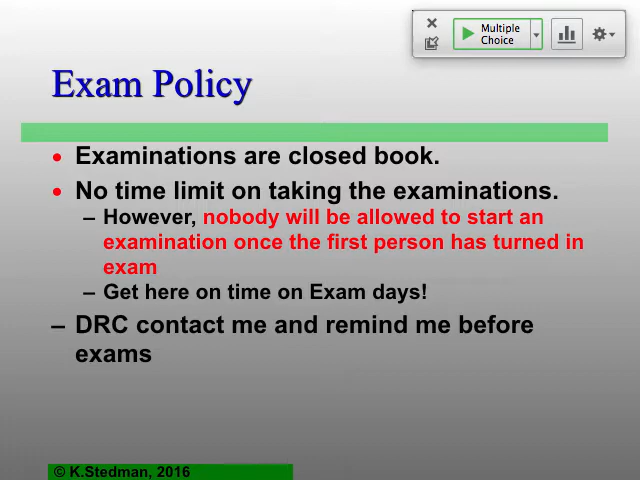 Multiple
Choice
Exam Policy
• Examinations are closed book.
• No time limit on taking the examinations.
– However, nobody will be allowed to start an
examination once the first person has turned in
exam
– Get here on time on Exam days!
– DRC contact me and remind me before
exams
© K.Stedman, 2016